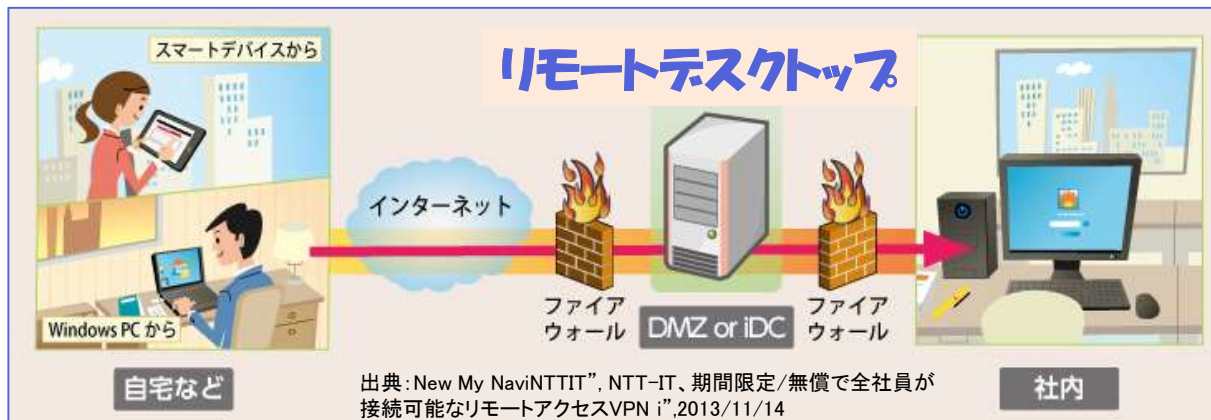 リモートデスクトップ
スマートデバイスから
Windows PC から
インターネット
ファイア
ウォール
DMZ or iDC
ファイア
ウォール
自宅など
社内
出典：New My NaviNTTIT”, NTT-IT、期間限定/無償で全社員が
接続可能なリモートアクセスVPN i”,2013/11/14